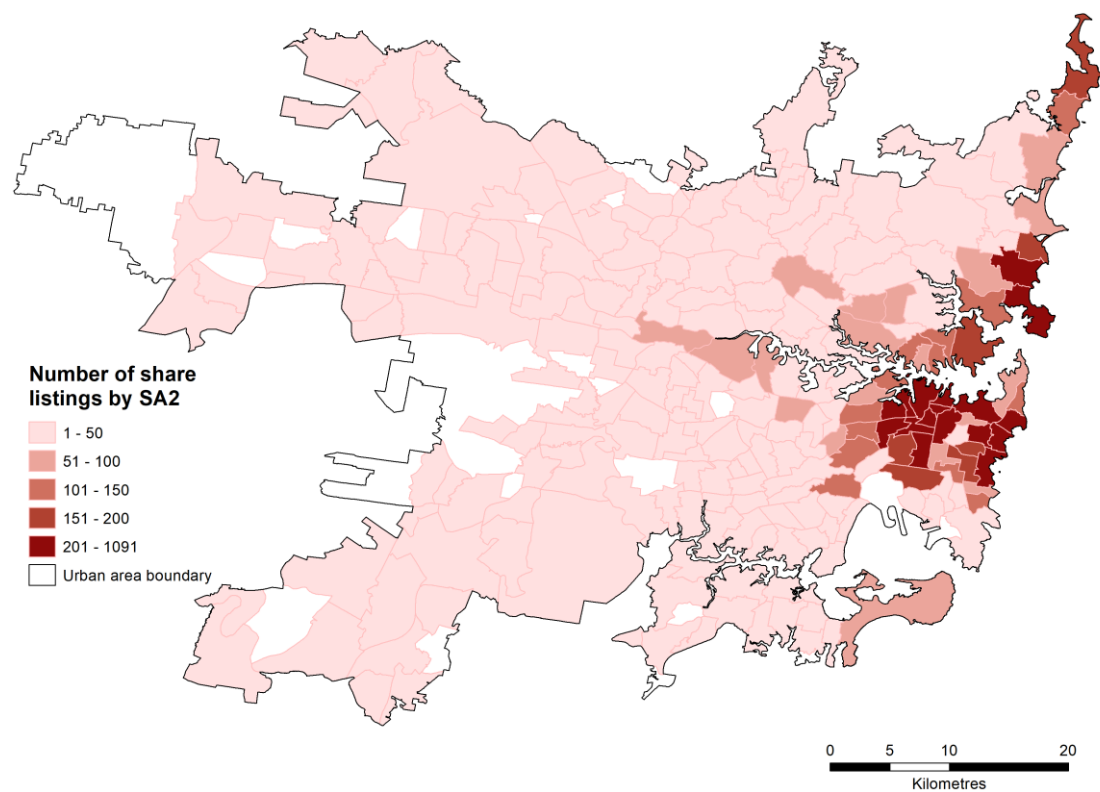 Number of share
listings by SA2
1 - 50
51 - 100
101 - 150
151 - 200
201 - 1091
Urban area boundary
0 5 10 20
Kilometres